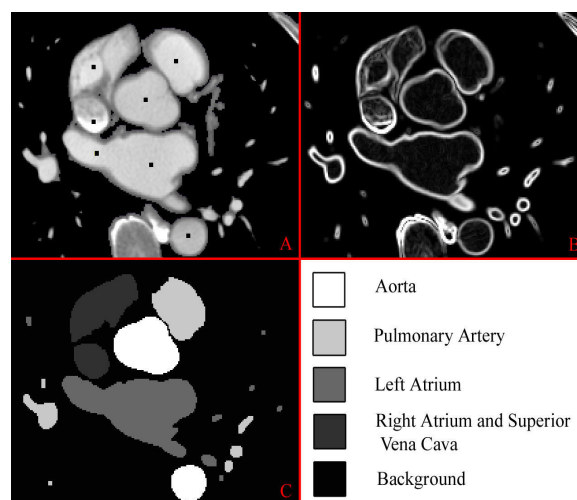 A
B
C
Aorta
Pulmonary Artery
Left Atrium
Right Atrium and Superior
Vena Cava
Background